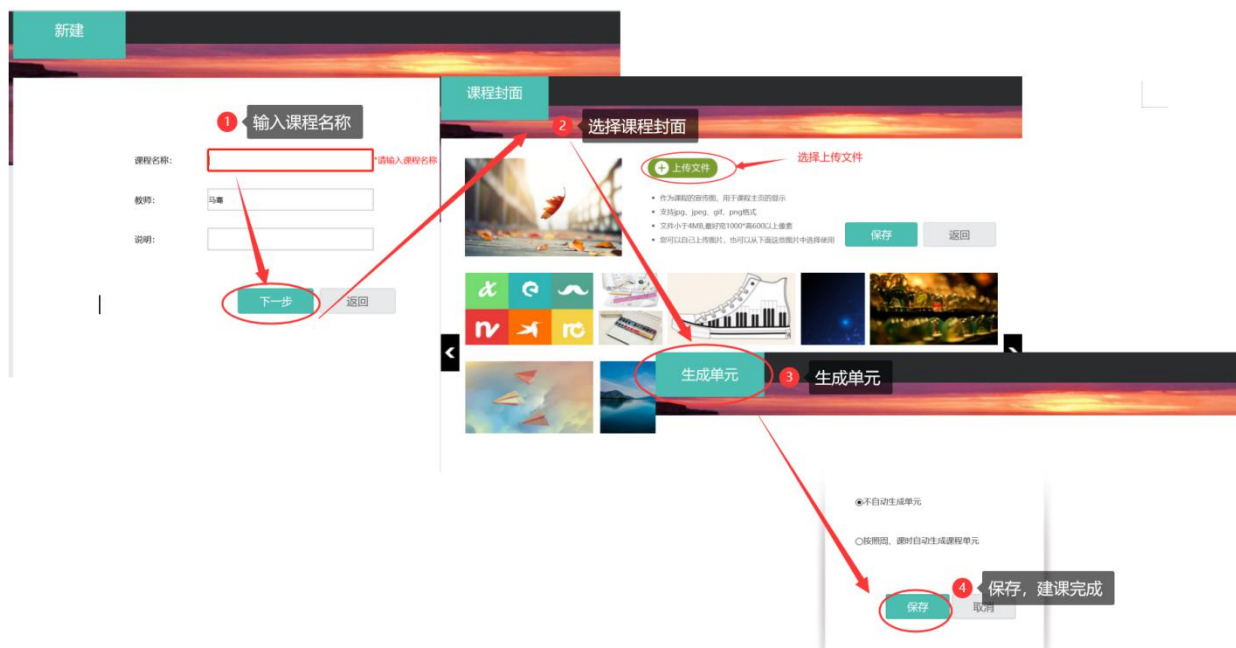 新建
1 输入课程名称
课程名称:
*请输入课程名称
教师:
说明:
下一步
返回
课程封面
2 选择课程封面
上传文件
选择上传文件
• 作为课程的宣传图,用于课程主页的显示
• 支持jpg、jpeg、gif、png格式
• 文件小于4MB,最好宽1000*高600以上像素
• 您可以自己上传图片,也可以从下面这些图片中选择使用
保存
返回
生成单元
3 生成单元
不自动生成单元
按照周、课时自动生成课程单元
4 保存,建课完成
保存
取消